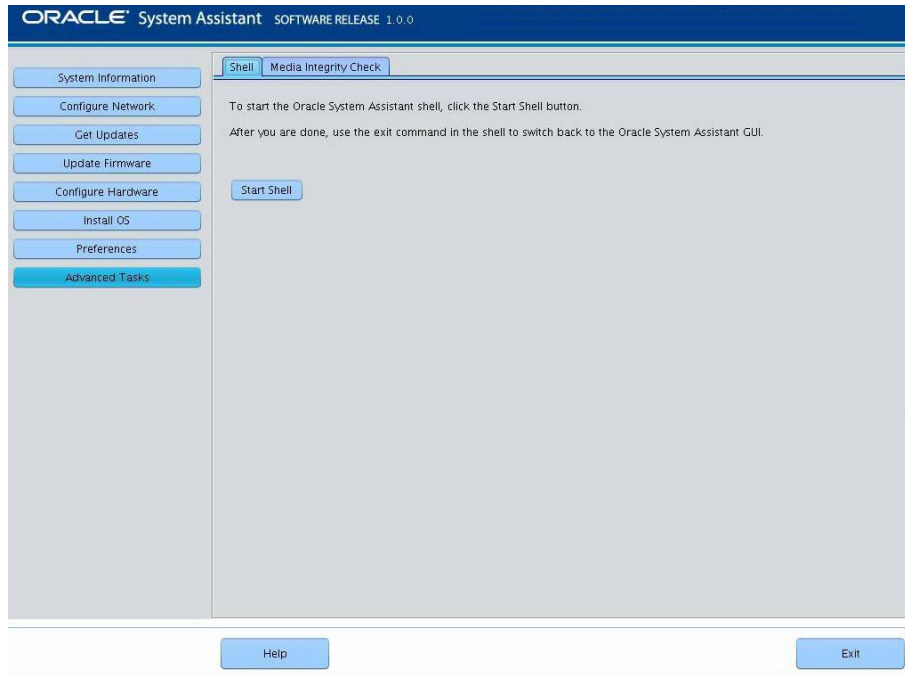 ORACLE System Assistant SOFTWARE RELEASE 1.0.0
System Information
Configure Network
Get Updates
Update Firmware
Configure Hardware
Install OS
Preferences
Advanced Tasks
Shell Media Integrity Check
To start the Oracle System Assistant shell, click the Start Shell button.
After you are done, use the exit command in the shell to switch back to the Oracle System Assistant GUI.
Start Shell
Help
Exit